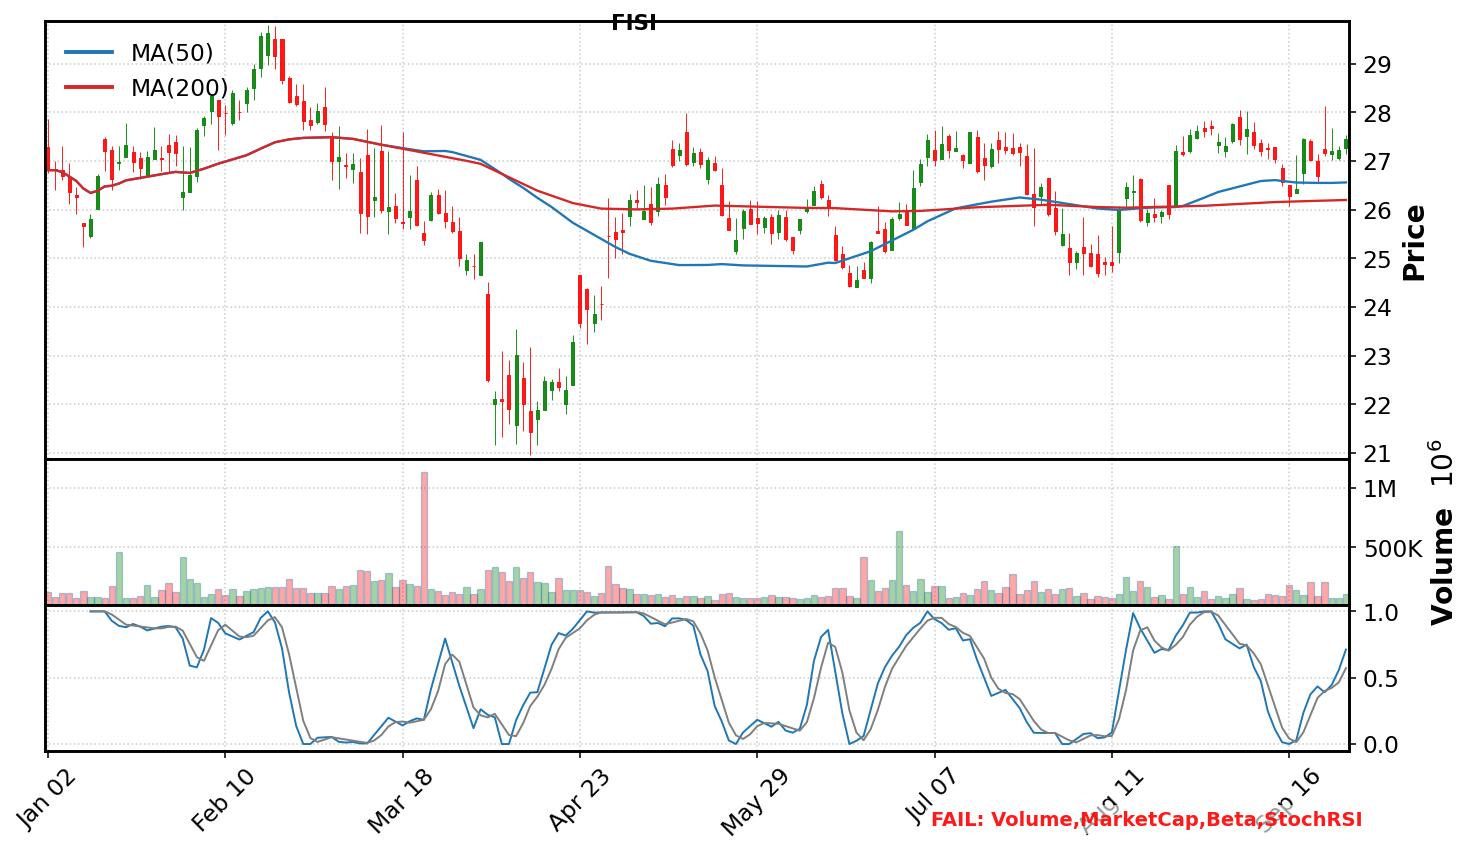 FISI
MA(50)
MA(200)
29
28
27
26
25
24
23
22
21
Price
1M
500K
Volume 10^6
1.0
0.5
0.0
Jan 02
Feb 10
Mar 18
Apr 23
May 29
Jul 07
Aug 11
Sep 16
FAIL: Volume,MarketCap,Beta,StochRSI